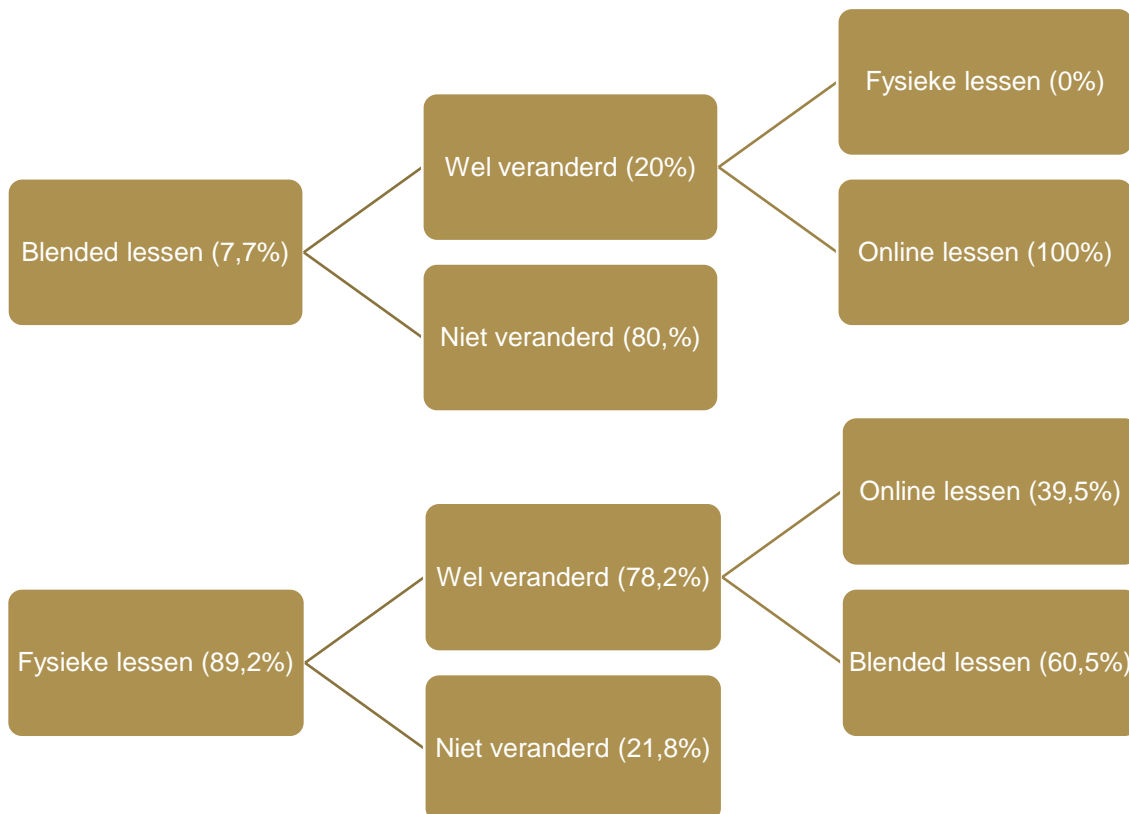 Blended lessen (7,7%)
Wel veranderd (20%)
Niet veranderd (80,%)
Fysieke lessen (0%)
Online lessen (100%)
Fysieke lessen (89,2%)
Wel veranderd (78,2%)
Niet veranderd (21,8%)
Online lessen (39,5%)
Blended lessen (60,5%)